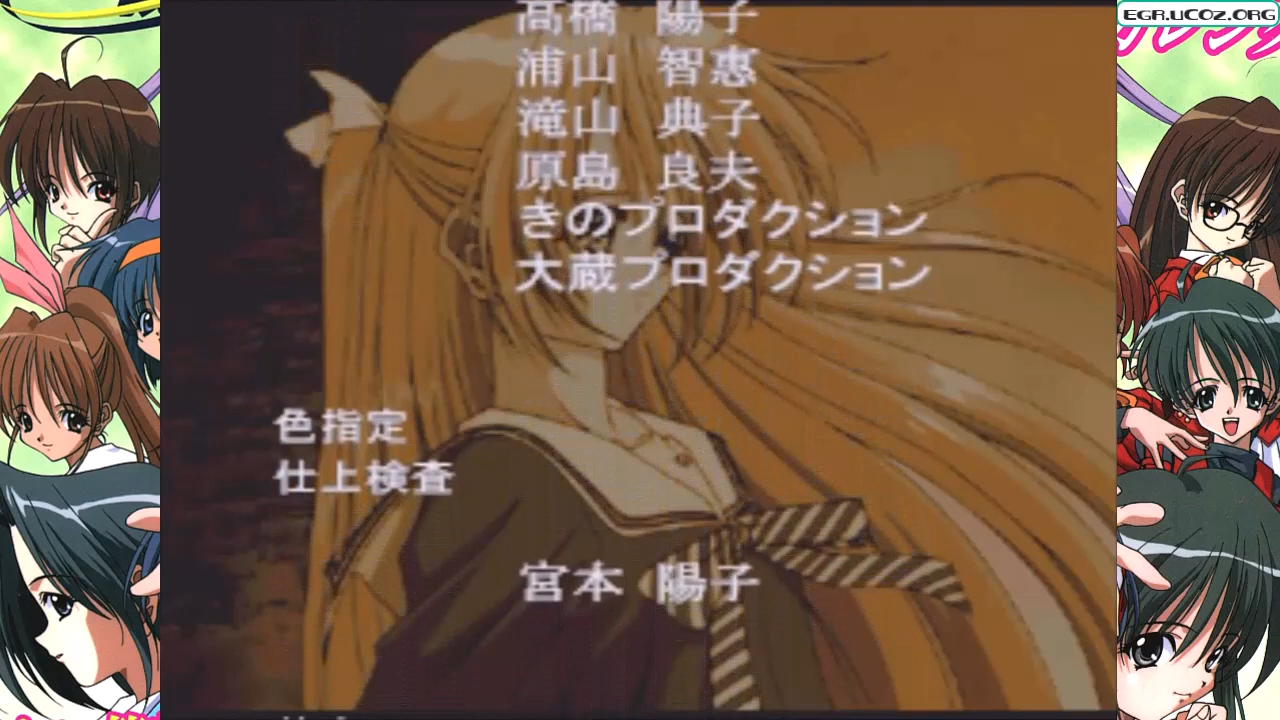 EGR.UCOZ.ORG
高橋 陽子
浦山 智恵
滝山 典子
原島 良夫
きのプロダクション
大蔵プロダクション
色指定
仕上検査
宮本 陽子